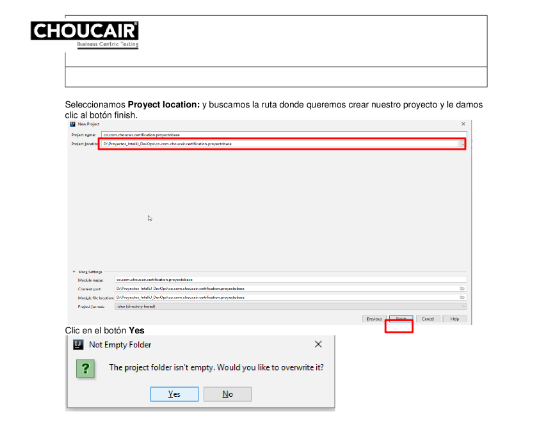 CHOUCAIR
Business Centric Testing
Seleccionamos Proyect location: y buscamos la ruta donde queremos crear nuestro proyecto y le damos
clic al botón finish.
New Project
Project name: co.com.choucair.certification.proyectobase
Project location: D:\Proyectos_IntelliJ_DevOps\co.com.choucair.certification.proyectobase
Module name: co.com.choucair.certification.proyectobase
Content root: D:\Proyectos_IntelliJ_DevOps\co.com.choucair.certification.proyectobase
Module file location: D:\Proyectos_IntelliJ_DevOps\co.com.choucair.certification.proyectobase
Project format: .idea (directory based)
Previous Finish Cancel Help
Clic en el botón Yes
Not Empty Folder
The project folder isn't empty. Would you like to overwrite it?
Yes No